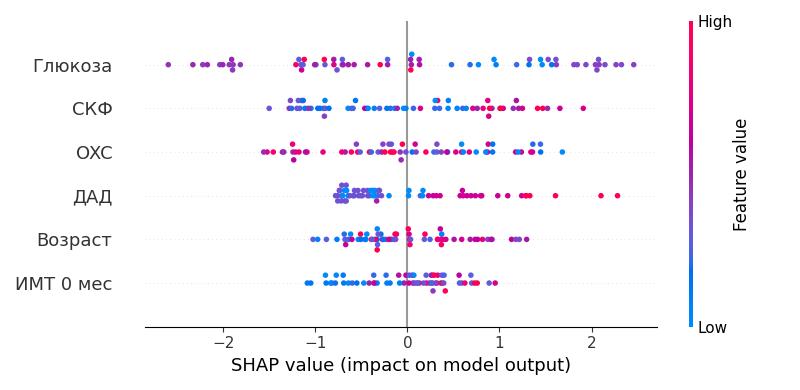 High
Глюкоза
СКФ
ОХС
ДАД
Возраст
ИМТ 0 мес
Feature value
Low
−2
−1
0
1
2
SHAP value (impact on model output)